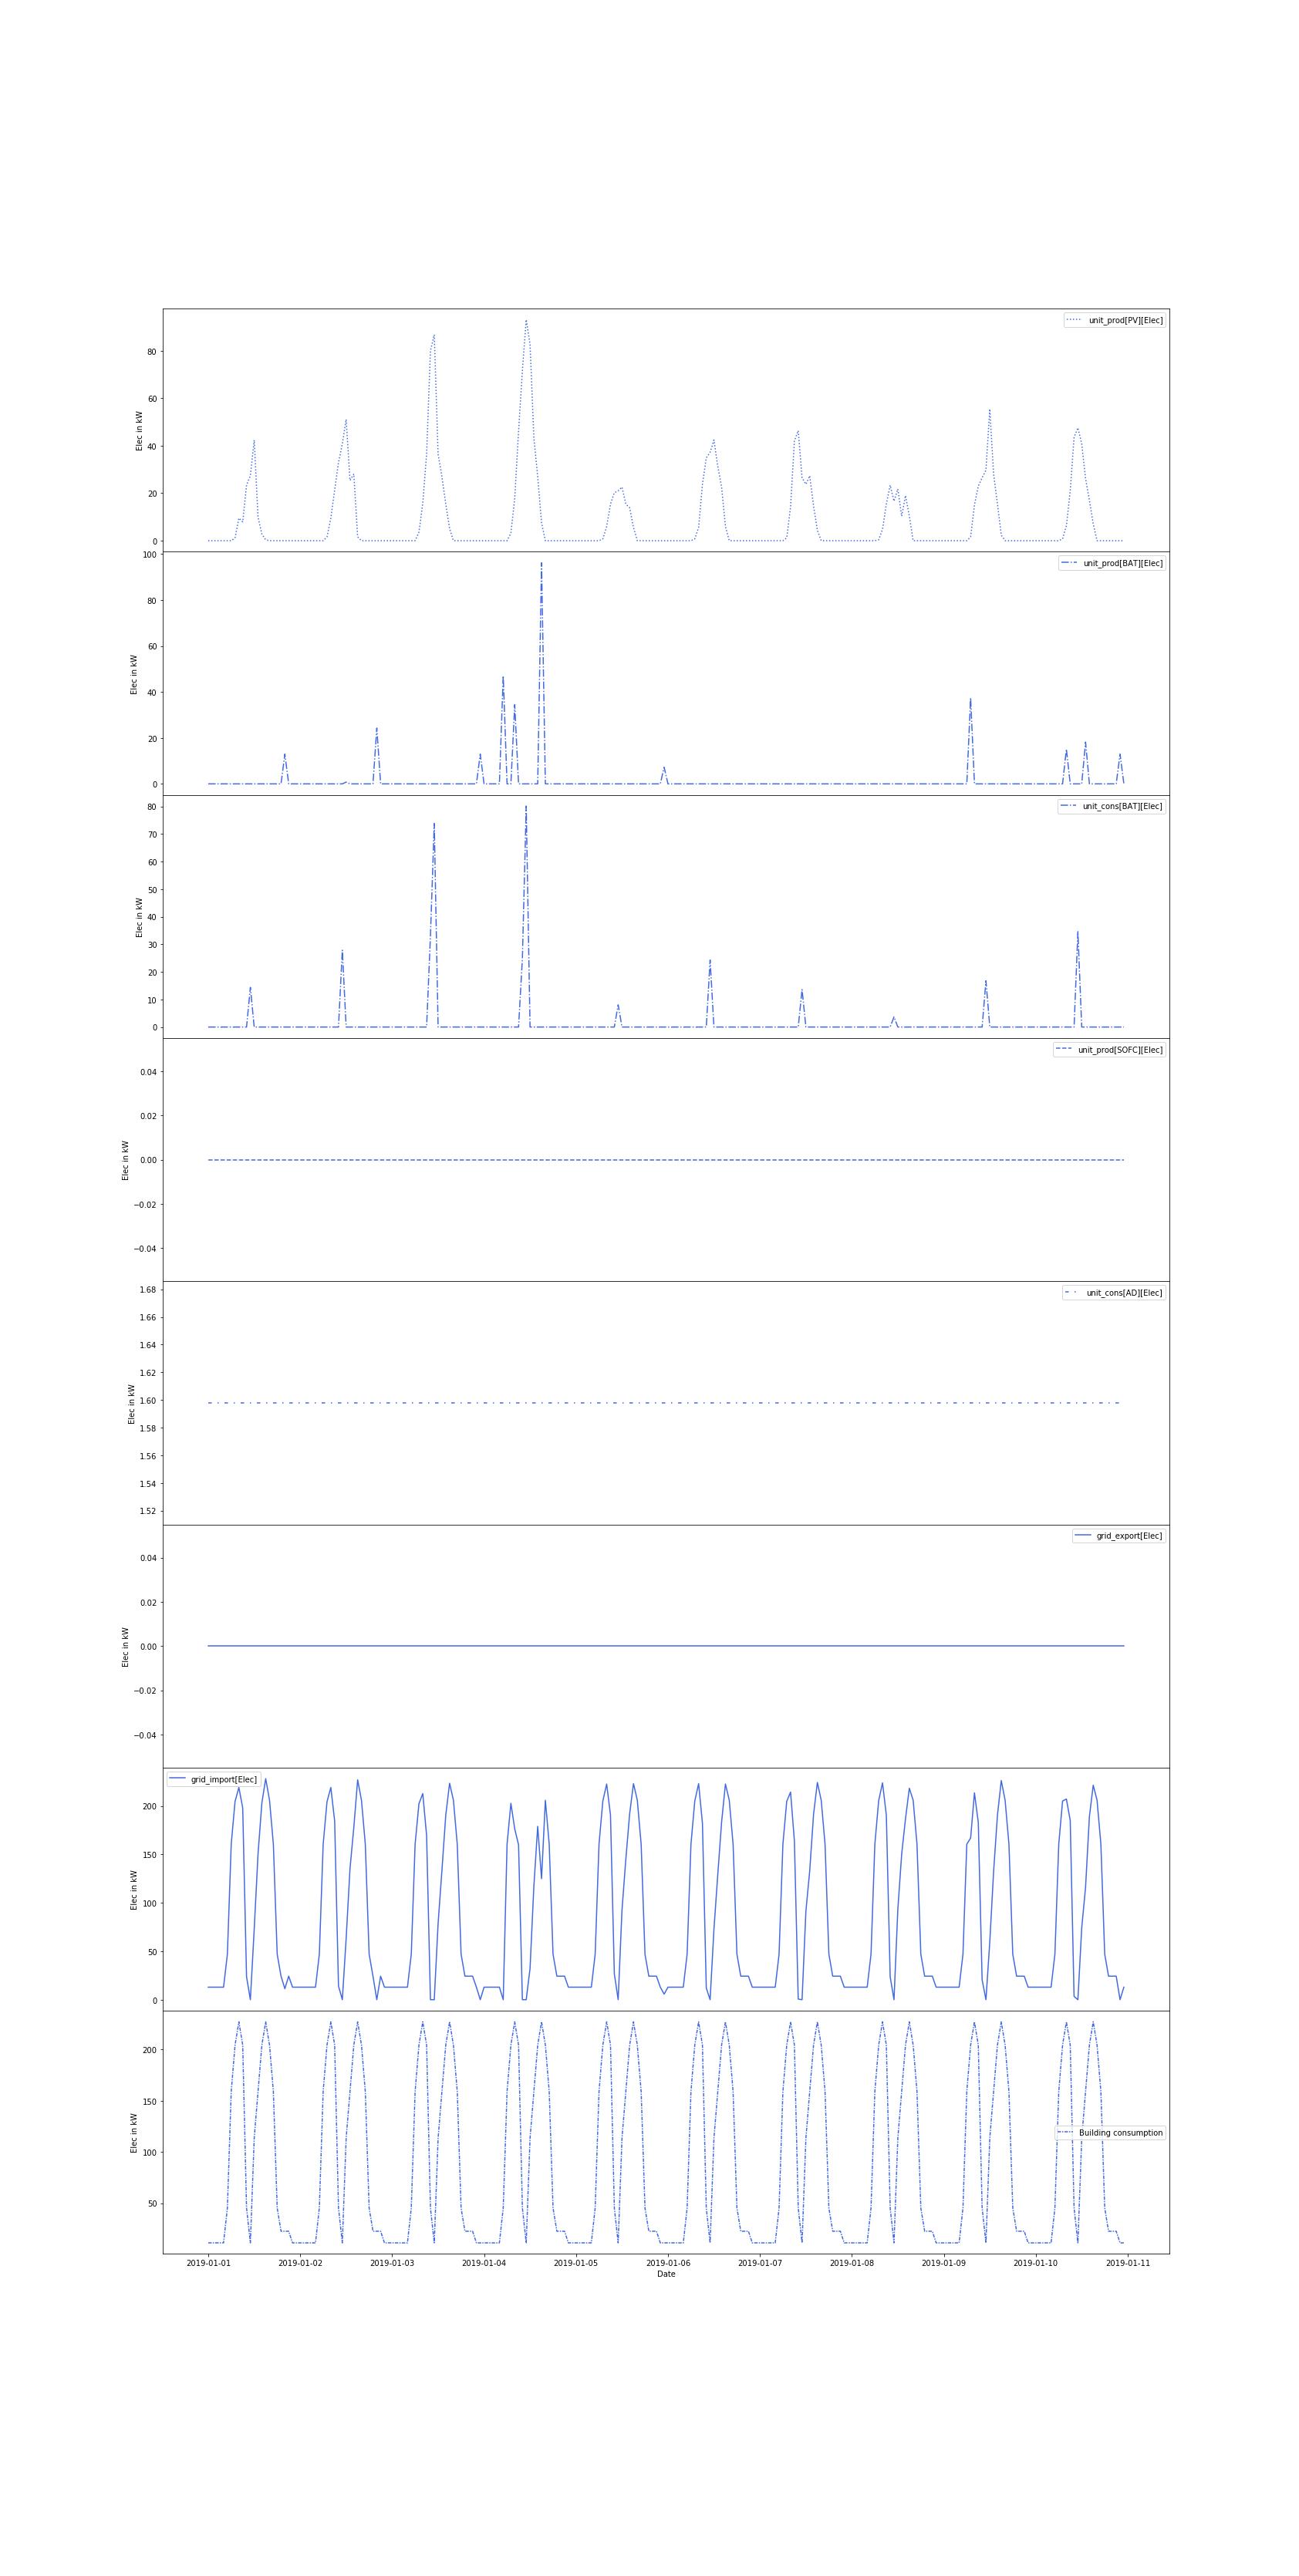 unit_prod[PV][Elec]
80
60
40
20
0
Elec in kW
unit_prod[BAT][Elec]
100
80
60
40
20
0
Elec in kW
unit_cons[BAT][Elec]
80
70
60
50
40
30
20
10
0
Elec in kW
unit_prod[SOFC][Elec]
0.04
0.02
0.00
−0.02
−0.04
Elec in kW
unit_cons[AD][Elec]
1.68
1.66
1.64
1.62
1.60
1.58
1.56
1.54
1.52
Elec in kW
grid_export[Elec]
0.04
0.02
0.00
−0.02
−0.04
Elec in kW
grid_import[Elec]
200
150
100
50
0
Elec in kW
Building consumption
200
150
100
50
Elec in kW
2019-01-01 2019-01-02 2019-01-03 2019-01-04 2019-01-05 2019-01-06 2019-01-07 2019-01-08 2019-01-09 2019-01-10 2019-01-11
Date